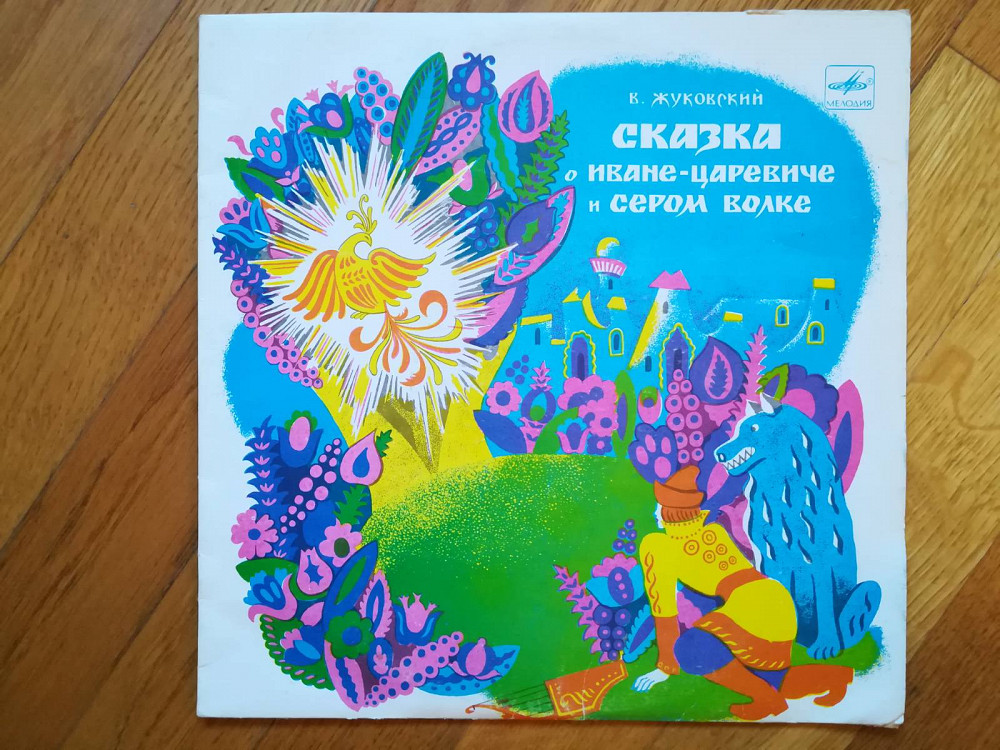 В. ЖУКОВСКИЙ
МЕЛОДИЯ
СКАЗКА
О ИВАНЕ-ЦАРЕВИЧЕ
И СЕРОМ ВОЛКЕ